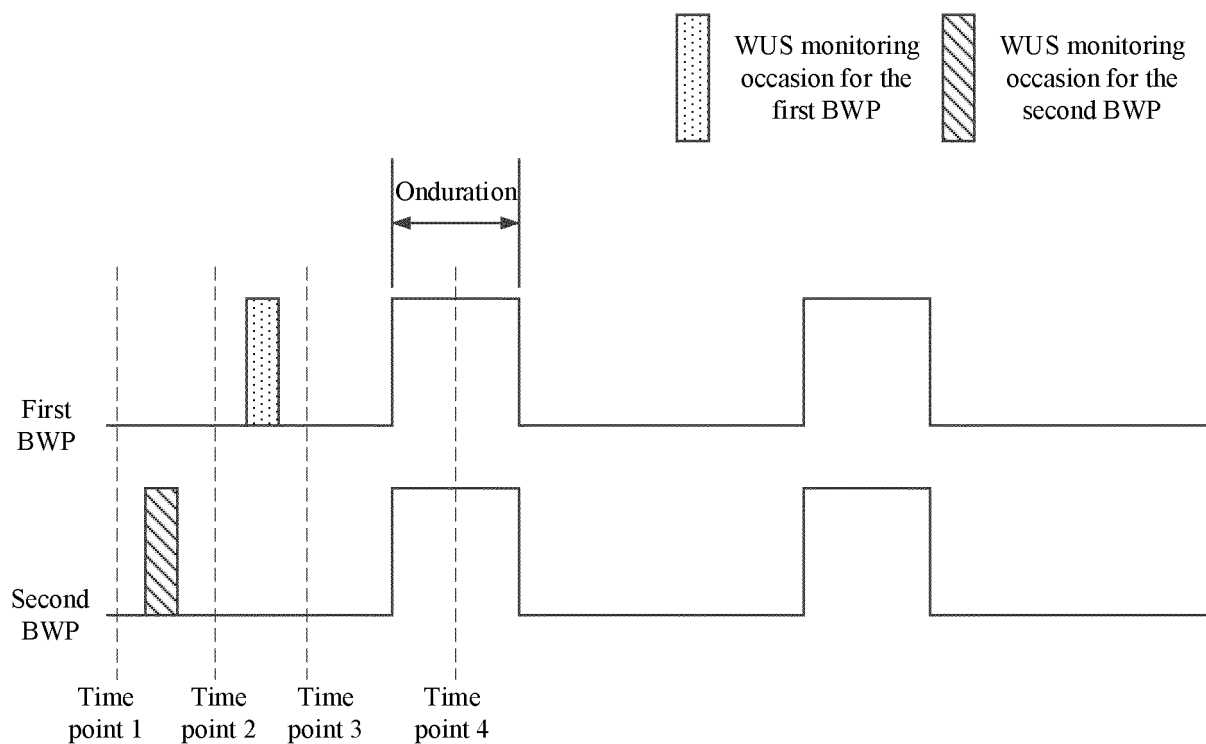 WUS monitoring
occasion for the
first BWP
WUS monitoring
occasion for the
second BWP
Onduration
First
BWP
Second
BWP
Time
point 1
Time
point 2
Time
point 3
Time
point 4